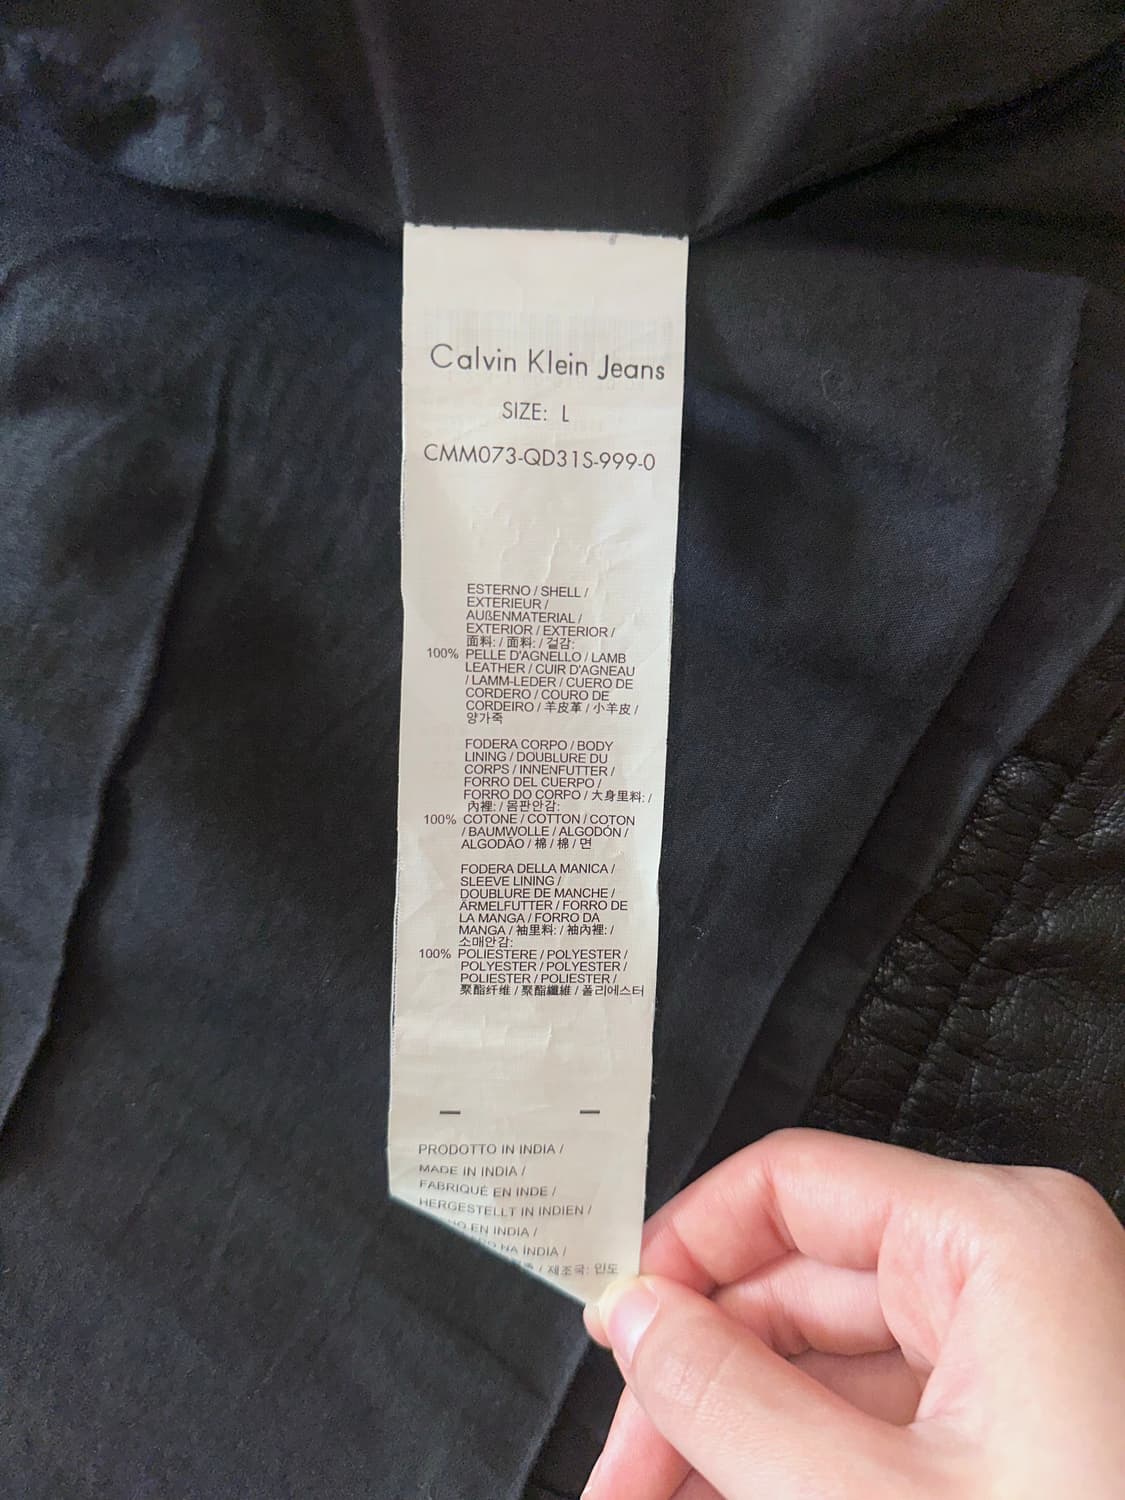 Calvin Klein Jeans
SIZE: L
CMM073-QD31S-999-0
ESTERNO / SHELL /
EXTERIEUR /
AUßENMATERIAL /
EXTERIOR / EXTERIOR /
面料: / 面料: / 겉감:
100% PELLE D'AGNELLO / LAMB
LEATHER / CUIR D'AGNEAU
/ LAMM-LEDER / CUERO DE
CORDERO / COURO DE
CORDEIRO / 羊皮革 / 小羊皮 /
양가죽
FODERA CORPO / BODY
LINING / DOUBLURE DU
CORPS / INNENFUTTER /
FORRO DEL CUERPO /
FORRO DO CORPO / 大身里料: /
內裡: / 몸판안감:
100% COTONE / COTTON / COTON
/ BAUMWOLLE / ALGODÓN /
ALGODÃO / 棉 / 棉 / 면
FODERA DELLA MANICA /
SLEEVE LINING /
DOUBLURE DE MANCHE /
ÄRMELFUTTER / FORRO DE
LA MANGA / FORRO DA
MANGA / 袖里料: / 袖內裡: /
소매안감:
100% POLIESTERE / POLYESTER /
POLYESTER / POLYESTER /
POLIESTER / POLIESTER /
聚酯纤维 / 聚酯纖維 / 폴리에스터
PRODOTTO IN INDIA /
MADE IN INDIA /
FABRIQUÉ EN INDE /
HERGESTELLT IN INDIEN /
EN INDIA /
NA ÍNDIA /
/ 제조국: 인도